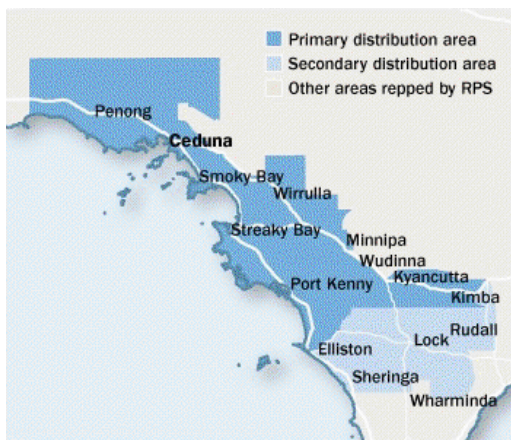 Primary distribution area
Secondary distribution area
Other areas repped by RPS
Penong
Ceduna
Smoky Bay
Wirrulla
Streaky Bay
Minnipa
Wudinna
Kyancutta
Port Kenny
Kimba
Rudall
Lock
Elliston
Sheringa
Wharminda